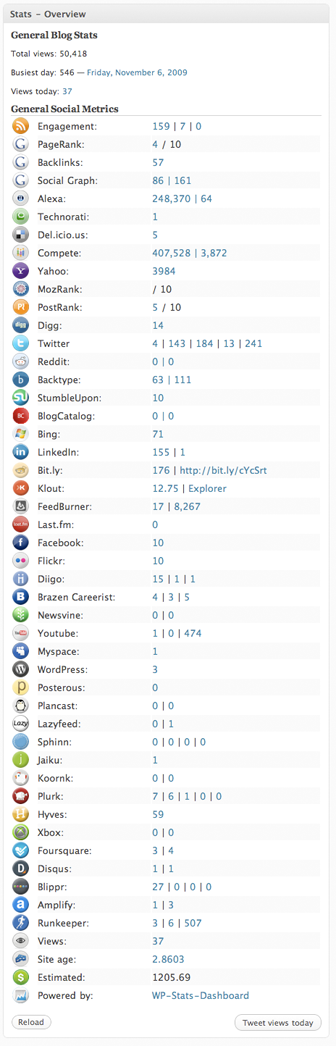 Stats – Overview
General Blog Stats
Total views: 50,418
Busiest day: 546 — Friday, November 6, 2009
Views today: 37
General Social Metrics
Engagement: 159 | 7 | 0
PageRank: 4 / 10
Backlinks: 57
Social Graph: 86 | 161
Alexa: 248,370 | 64
Technorati: 1
Del.icio.us: 5
Compete: 407,528 | 3,872
Yahoo: 3984
MozRank: / 10
PostRank: 5 / 10
Digg: 14
Twitter 4 | 143 | 184 | 13 | 241
Reddit: 0 | 0
Backtype: 63 | 111
StumbleUpon: 10
BlogCatalog: 0 | 0
Bing: 71
LinkedIn: 155 | 1
Bit.ly: 176 | http://bit.ly/cYcSrt
Klout: 12.75 | Explorer
FeedBurner: 17 | 8,267
Last.fm: 0
Facebook: 10
Flickr: 10
Diigo: 15 | 1 | 1
Brazen Careerist: 4 | 3 | 5
Newsvine: 0 | 0
Youtube: 1 | 0 | 474
Myspace: 1
WordPress: 3
Posterous: 0
Plancast: 0 | 0
Lazyfeed: 0 | 1
Sphinn: 0 | 0 | 0 | 0
Jaiku: 1
Koornk: 0 | 0
Plurk: 7 | 6 | 1 | 0 | 0
Hyves: 59
Xbox: 0 | 0
Foursquare: 3 | 4
Disqus: 1 | 1
Blippr: 27 | 0 | 0 | 0
Amplify: 1 | 3
Runkeeper: 3 | 6 | 507
Views: 37
Site age: 2.8603
Estimated: 1205.69
Powered by: WP-Stats-Dashboard
Reload Tweet views today